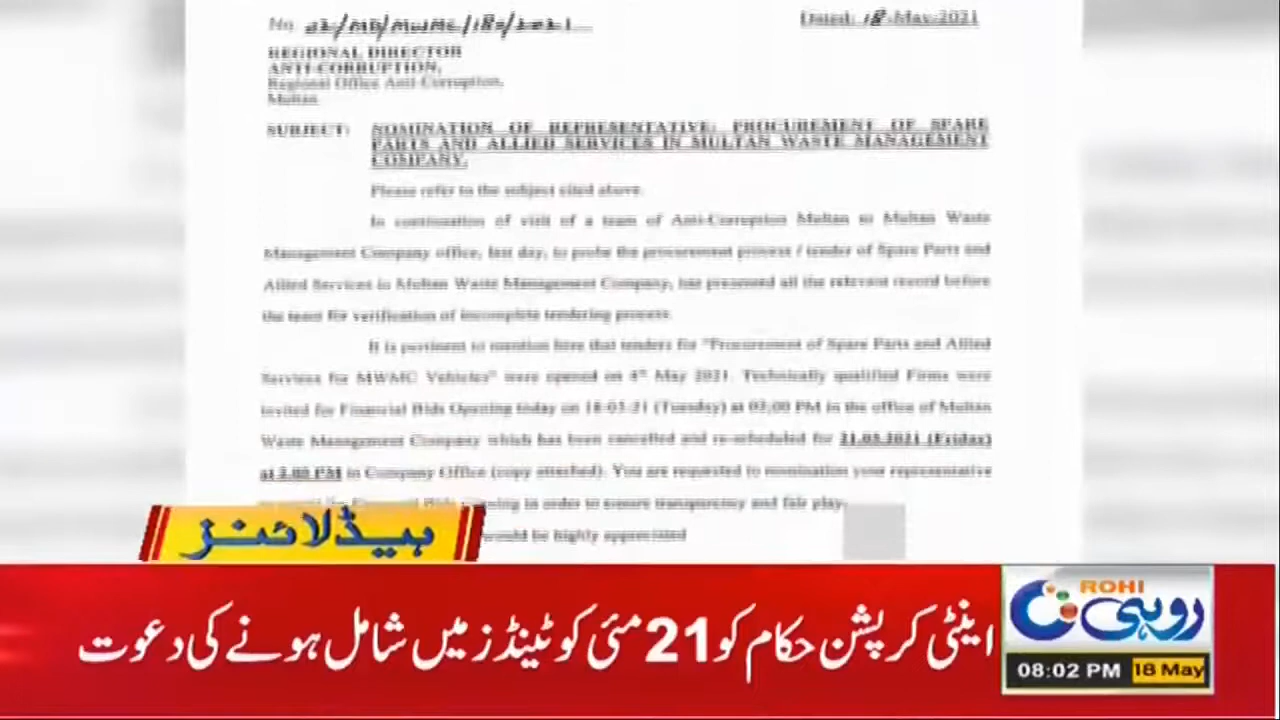 No. 02/MD/MWMC/180/2021
Dated: 18-May-2021
REGIONAL DIRECTOR
ANTI-CORRUPTION,
Regional Office Anti-Corruption,
Multan
SUBJECT: NOMINATION OF REPRESENTATIVE, PROCUREMENT OF SPARE
PARTS AND ALLIED SERVICES IN MULTAN WASTE MANAGEMENT
COMPANY.
Please refer to the subject cited above.
In continuation of visit of a team of Anti-Corruption Multan to Multan Waste
Management Company office, last day, to probe the procurement process / tender of Spare Parts and
Allied Services in Multan Waste Management Company, has presented all the relevant record before
the team for verification of incomplete tendering process.
It is pertinent to mention here that tenders for "Procurement of Spare Parts and Allied
Services for MWMC Vehicles" were opened on 4th May 2021. Technically qualified Firms were
invited for Financial Bids Opening today on 18-05-21 (Tuesday) at 03:00 PM in the office of Multan
Waste Management Company which has been cancelled and re-scheduled for 21.05.2021 (Friday)
at 3.00 PM in Company Office (copy attached). You are requested to nomination your representative
in order to ensure transparency and fair play.
would be highly appreciated
ہیڈلائنز
اینٹی کرپشن حکام کو 21 مئی کو ٹینڈرز میں شامل ہونے کی دعوت
ROHI
روہی
08:02 PM 18 May